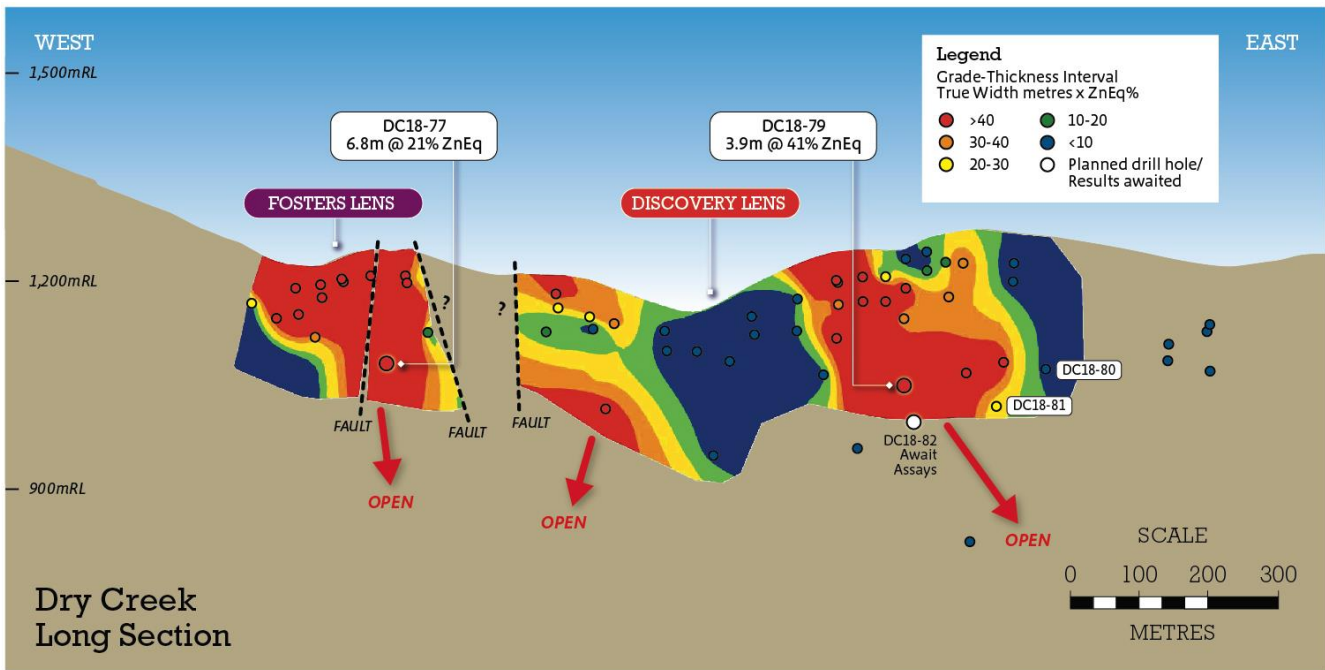 WEST
EAST
1,500mRL
1,200mRL
900mRL
DC18-77
6.8m @ 21% ZnEq
DC18-79
3.9m @ 41% ZnEq
Legend
Grade-Thickness Interval
True Width metres x ZnEq%
>40
30-40
20-30
10-20
<10
Planned drill hole/
Results awaited
FOSTERS LENS
DISCOVERY LENS
?
?
DC18-80
DC18-81
FAULT
FAULT
FAULT
DC18-82
Await
Assays
OPEN
OPEN
OPEN
SCALE
0 100 200 300
METRES
Dry Creek
Long Section